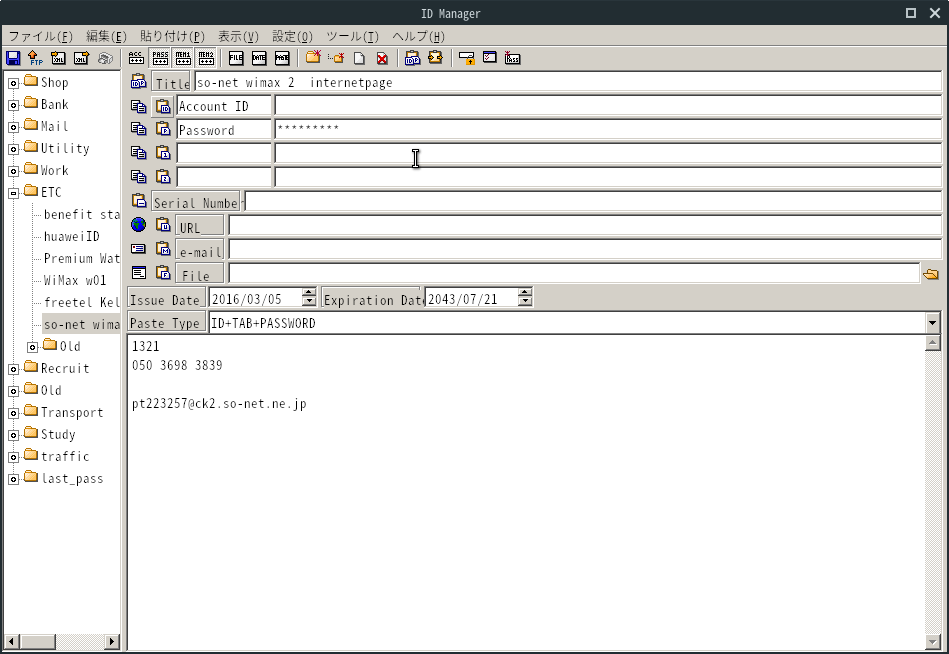 ID Manager
ファイル(F) 編集(E) 貼り付け(P) 表示(V) 設定(O) ツール(T) ヘルプ(H)
FTP
ACC PASS ITEM1 ITEM2 FILE DATE PAGE
Shop
Bank
Mail
Utility
Work
ETC
benefit sta
huaweiID
Premium Wat
WiMax w01
freetel Kel
so-net wima
Old
Recruit
Old
Transport
Study
traffic
last_pass
Title so-net wimax 2 internetpage
Account ID
Password *********
Serial Numbe
URL
e-mail
File
Issue Date 2016/03/05 Expiration Dat 2043/07/21
Paste Type ID+TAB+PASSWORD
1321
050 3698 3839
pt223257@ck2.so-net.ne.jp